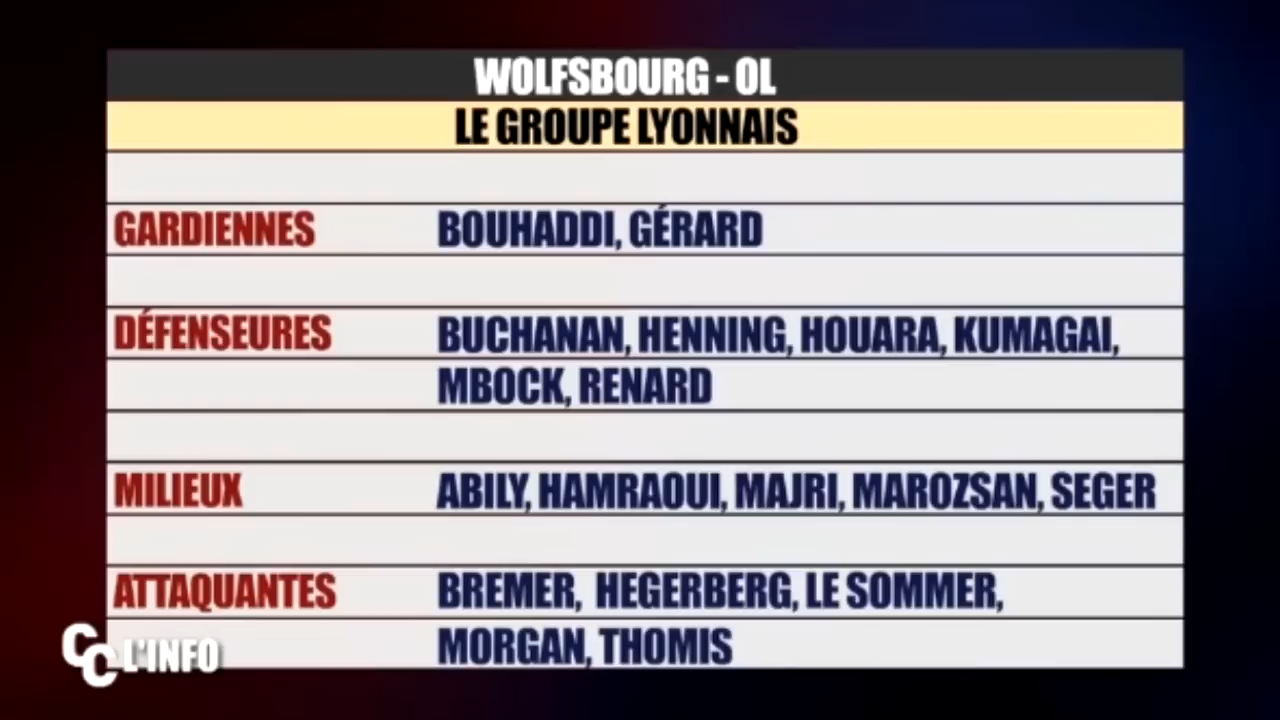 WOLFSBOURG - OL
LE GROUPE LYONNAIS
GARDIENNES BOUHADDI, GÉRARD
DÉFENSEURES BUCHANAN, HENNING, HOUARA, KUMAGAI,
MBOCK, RENARD
MILIEUX ABILY, HAMRAOUI, MAJRI, MAROZSAN, SEGER
ATTAQUANTES BREMER, HEGERBERG, LE SOMMER,
MORGAN, THOMIS
CC L'INFO